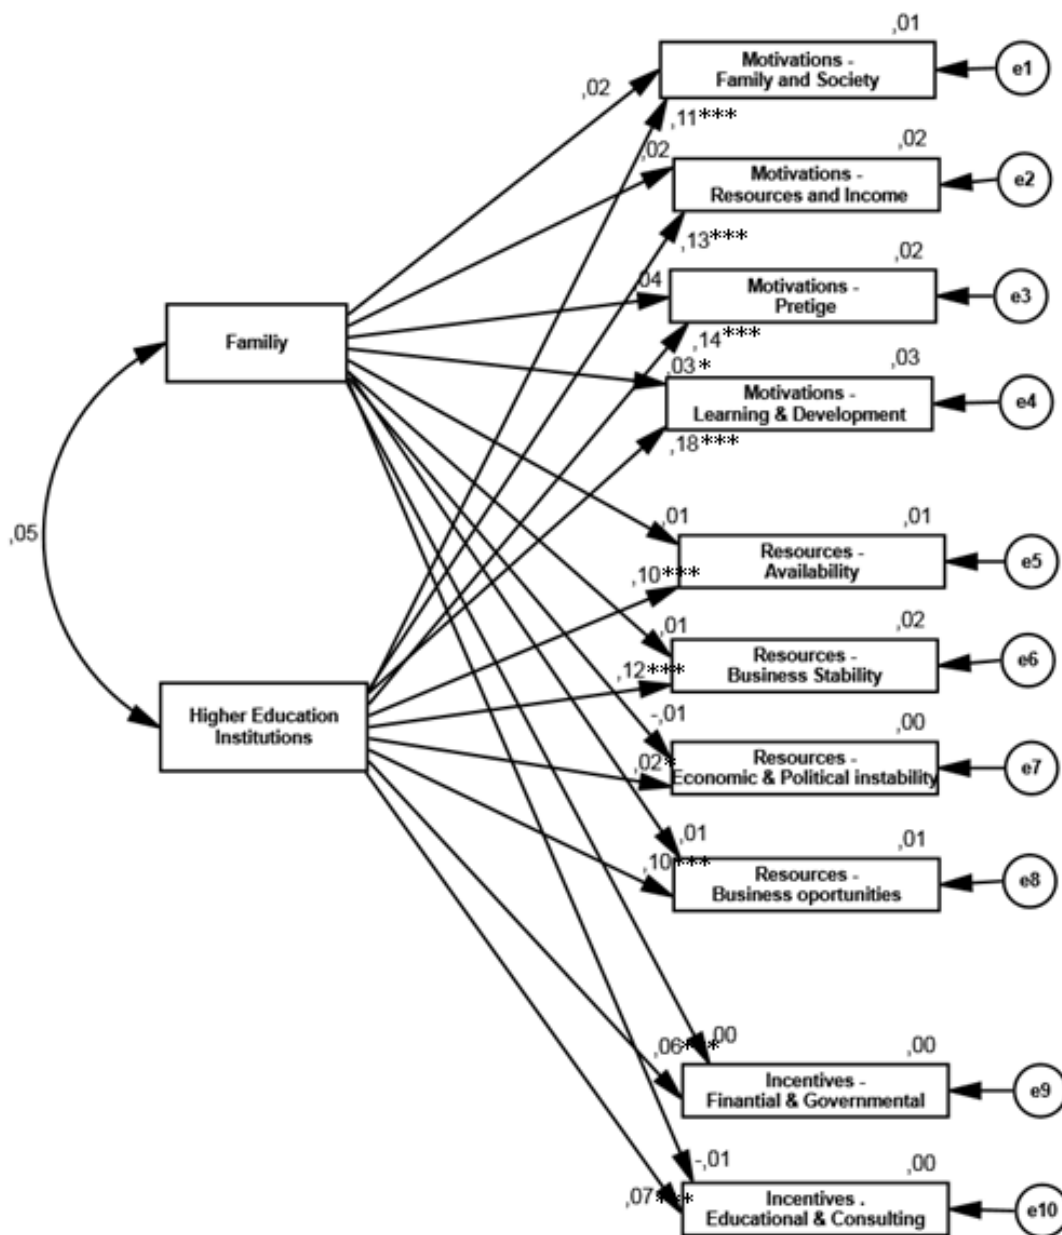 ,01
Motivations -
Family and Society
e1
,02
,11***
,02
,02
Motivations -
Resources and Income
e2
,13***
,02
,04
Motivations -
Pretige
e3
,14***
,03*
,03
Motivations -
Learning & Development
e4
,18***
Familiy
,05
,01
,01
Resources -
Availability
e5
,10***
,01
,02
Resources -
Business Stability
e6
,12***
Higher Education
Institutions
-,01
,00
Resources -
Economic & Political instability
e7
,02*
,01
,01
Resources -
Business oportunities
e8
,10***
,00
,00
,06***
Incentives -
Finantial & Governmental
e9
-,01
,00
,07***
Incentives .
Educational & Consulting
e10